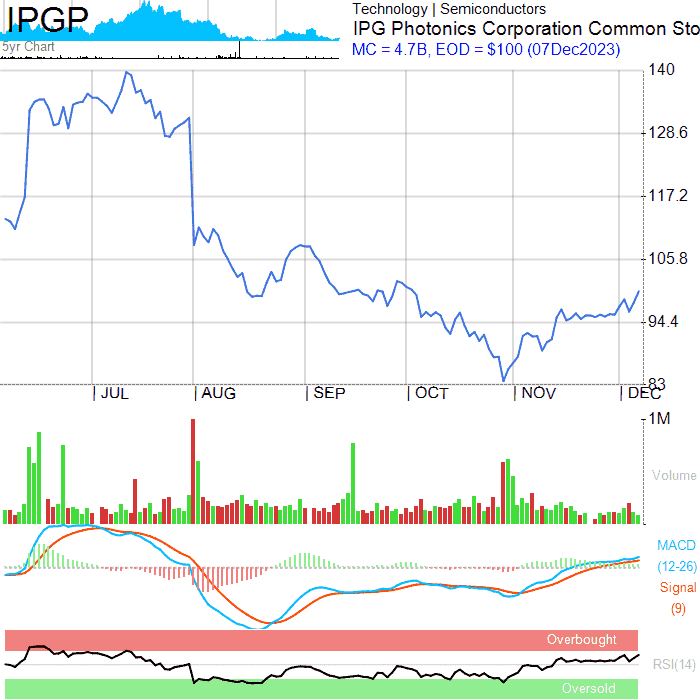 IPGP
5yr Chart
Technology | Semiconductors
IPG Photonics Corporation Common Sto
MC = 4.7B, EOD = $100 (07Dec2023)
140
128.6
117.2
105.8
94.4
83
| JUL | AUG | SEP | OCT | NOV | DEC
1M
Volume
MACD
(12-26)
Signal
(9)
Overbought
RSI(14)
Oversold